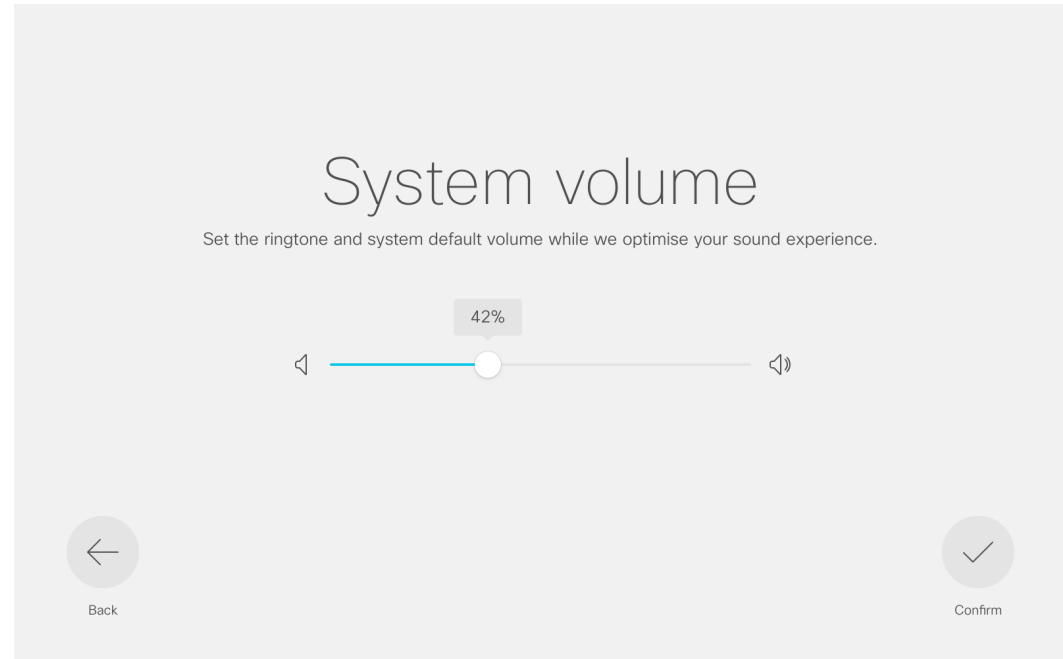 System volume
Set the ringtone and system default volume while we optimise your sound experience.
42%
Back
Confirm